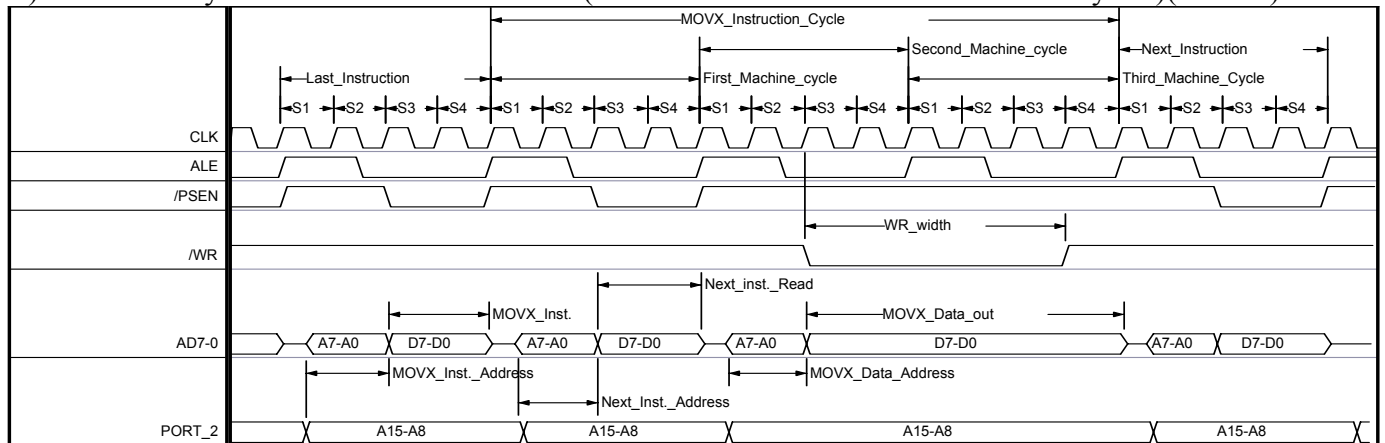 MOVX_Instruction_Cycle
Second_Machine_cycle Next_Instruction
Last_Instruction First_Machine_cycle Third_Machine_Cycle
S1 S2 S3 S4 S1 S2 S3 S4 S1 S2 S3 S4 S1 S2 S3 S4 S1 S2 S3 S4
CLK
ALE
/PSEN
WR_width
/WR
Next_inst._Read
MOVX_Inst. MOVX_Data_out
AD7-0 A7-A0 D7-D0 A7-A0 D7-D0 A7-A0 D7-D0 A7-A0 D7-D0
MOVX_Inst._Address MOVX_Data_Address
Next_Inst._Address
PORT_2 A15-A8 A15-A8 A15-A8 A15-A8